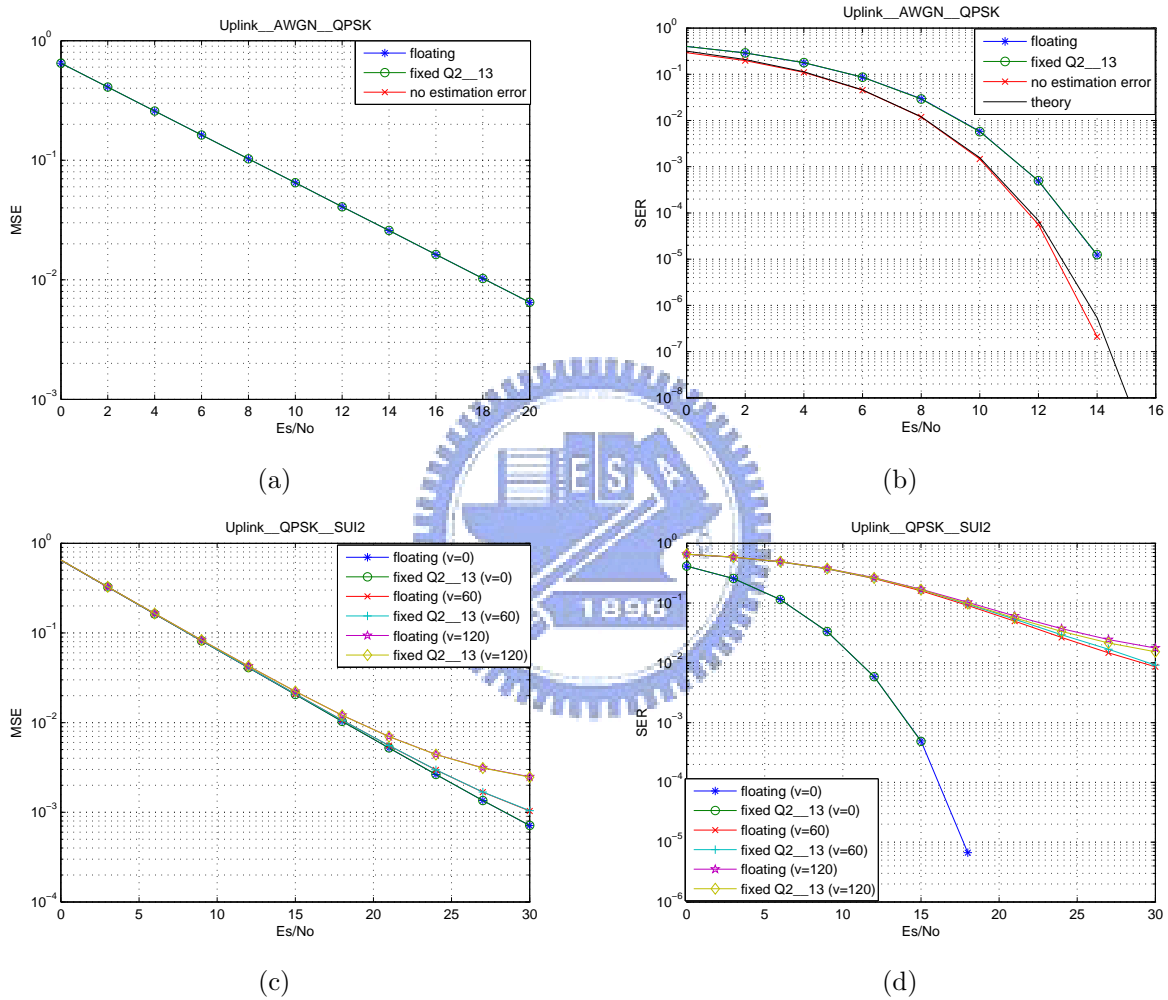 Uplink__AWGN__QPSK
10^0
10^−1
10^−2
10^−3
MSE
0 2 4 6 8 10 12 14 16 18 20
Es/No
floating
fixed Q2__13
no estimation error
(a)
Uplink__AWGN__QPSK
10^0
10^−1
10^−2
10^−3
10^−4
10^−5
10^−6
10^−7
10^−8
SER
0 2 4 6 8 10 12 14 16
Es/No
floating
fixed Q2__13
no estimation error
theory
(b)
Uplink__QPSK__SUI2
10^0
10^−1
10^−2
10^−3
10^−4
MSE
0 5 10 15 20 25 30
Es/No
floating (v=0)
fixed Q2__13 (v=0)
floating (v=60)
fixed Q2__13 (v=60)
floating (v=120)
fixed Q2__13 (v=120)
(c)
Uplink__QPSK__SUI2
10^0
10^−1
10^−2
10^−3
10^−4
10^−5
10^−6
SER
0 5 10 15 20 25 30
Es/No
floating (v=0)
fixed Q2__13 (v=0)
floating (v=60)
fixed Q2__13 (v=60)
floating (v=120)
fixed Q2__13 (v=120)
(d)
E S A
1896